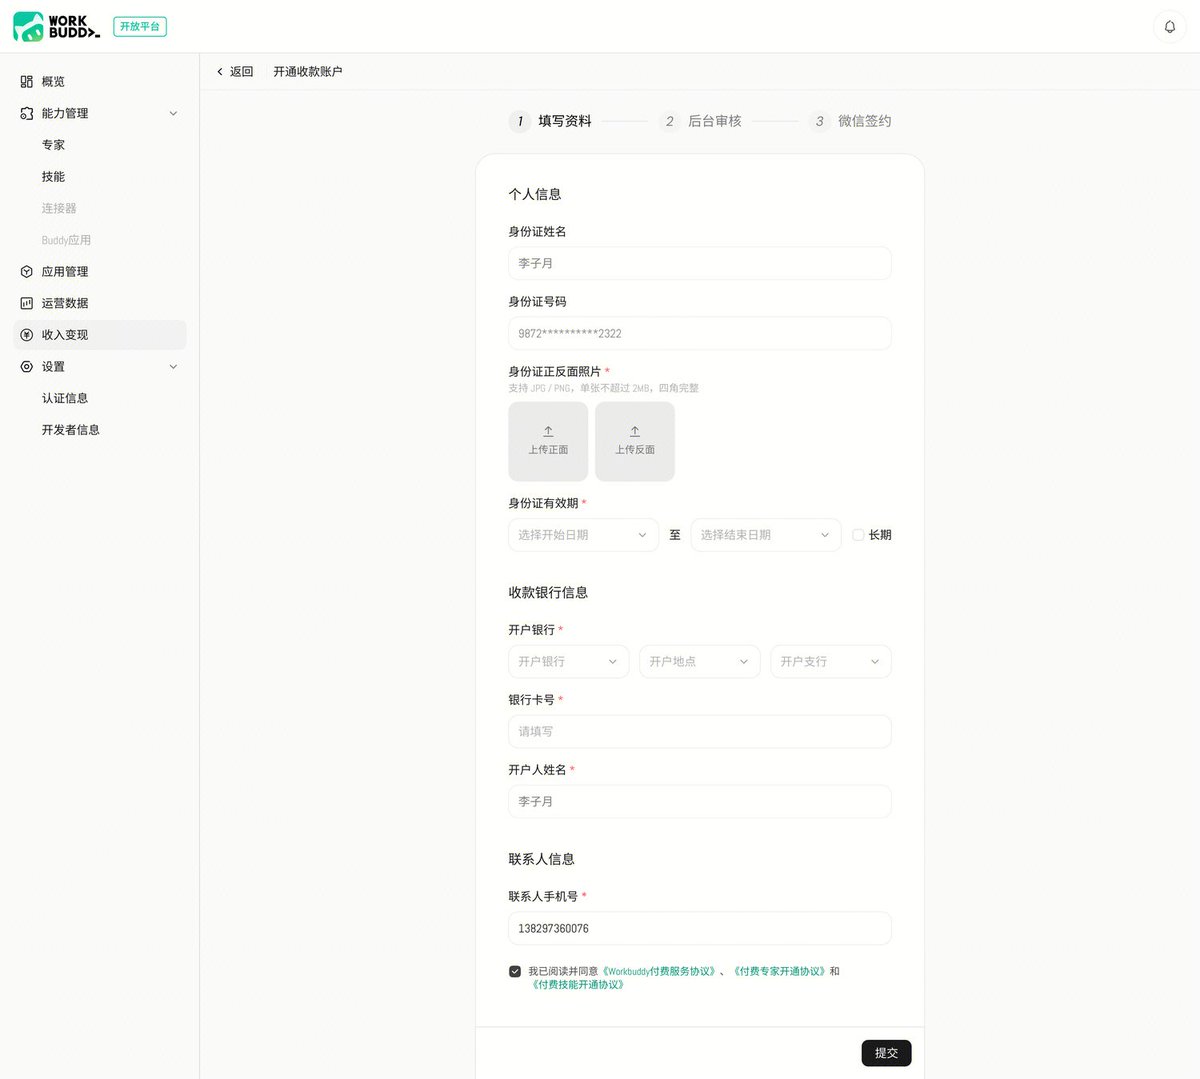 WORK
BUDD>_
开放平台
概览
能力管理
专家
技能
连接器
Buddy应用
应用管理
运营数据
收入变现
设置
认证信息
开发者信息
返回
开通收款账户
1 填写资料
2 后台审核
3 微信签约
个人信息
身份证姓名
李子月
身份证号码
9872**********2322
身份证正反面照片 *
支持 JPG / PNG，单张不超过 2MB，四角完整
上传正面
上传反面
身份证有效期 *
选择开始日期 至 选择结束日期 长期
收款银行信息
开户银行 *
开户银行 开户地点 开户支行
银行卡号 *
请填写
开户人姓名 *
李子月
联系人信息
联系人手机号 *
138297360076
我已阅读并同意《Workbuddy付费服务协议》、《付费专家开通协议》和
《付费技能开通协议》
提交